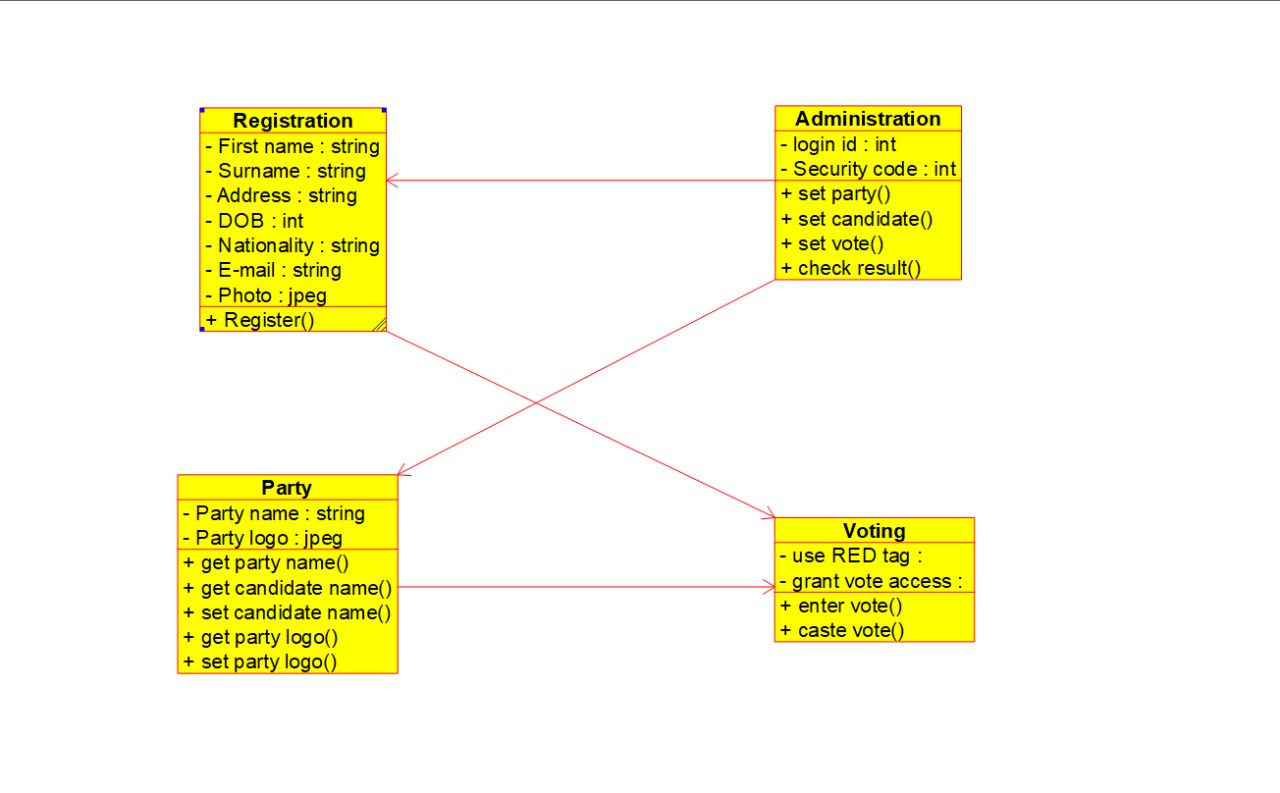 Registration
- First name : string
- Surname : string
- Address : string
- DOB : int
- Nationality : string
- E-mail : string
- Photo : jpeg
+ Register()
Administration
- login id : int
- Security code : int
+ set party()
+ set candidate()
+ set vote()
+ check result()
Party
- Party name : string
- Party logo : jpeg
+ get party name()
+ get candidate name()
+ set candidate name()
+ get party logo()
+ set party logo()
Voting
- use RED tag :
- grant vote access :
+ enter vote()
+ caste vote()